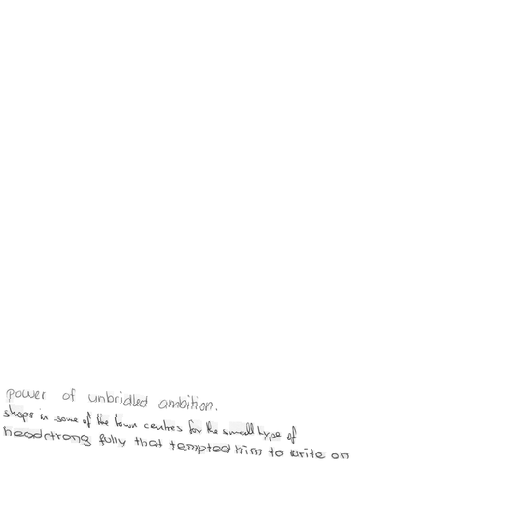 power of unbridled ambition.
shops in some of the town centres for the small type of
headstrong fully that tempted him to write on